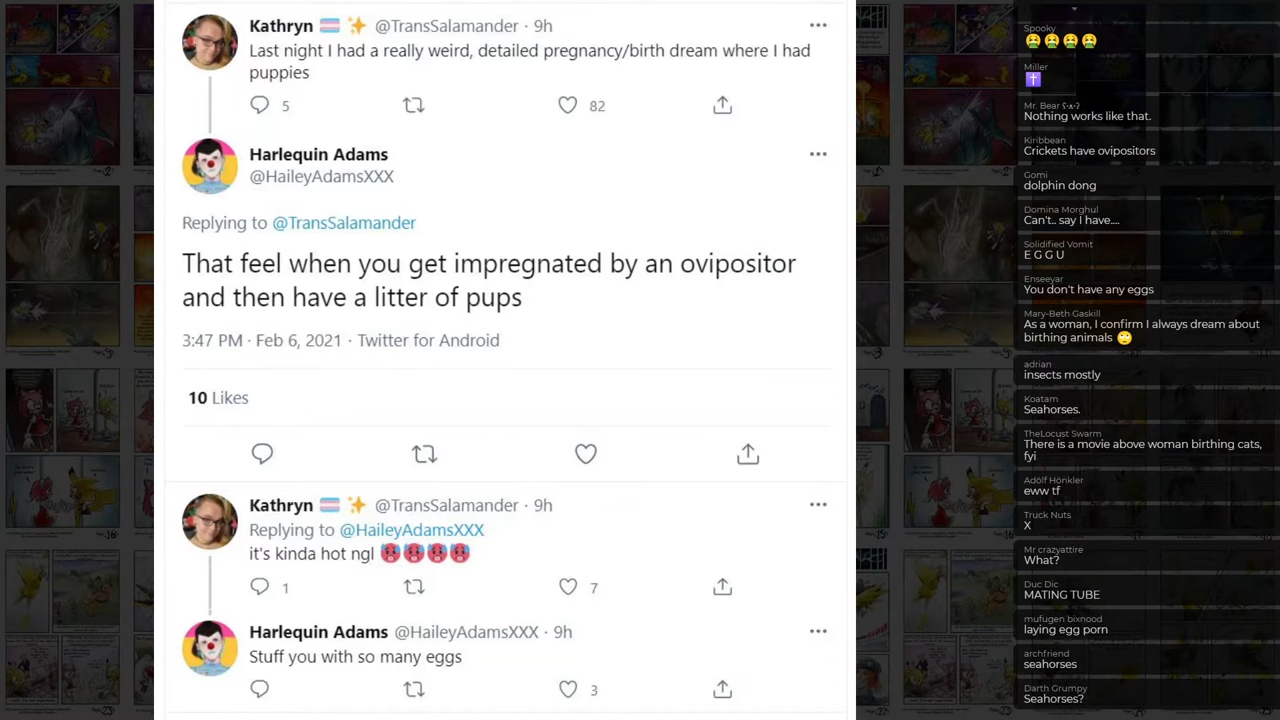 Kathryn 🏳️‍⚧️ ✨ @TransSalamander · 9h
Last night I had a really weird, detailed pregnancy/birth dream where I had
puppies
5
82
Harlequin Adams
@HaileyAdamsXXX
Replying to @TransSalamander
That feel when you get impregnated by an ovipositor
and then have a litter of pups
3:47 PM · Feb 6, 2021 · Twitter for Android
10 Likes
Kathryn 🏳️‍⚧️ ✨ @TransSalamander · 9h
Replying to @HaileyAdamsXXX
it's kinda hot ngl 🥵🥵🥵🥵
1
7
Harlequin Adams @HaileyAdamsXXX · 9h
Stuff you with so many eggs
3
Spooky
🤮🤮🤮🤮
Miller
✝️
Mr. Bear ʕ·ᴥ·ʔ
Nothing works like that.
Kiribbean
Crickets have ovipositors
Gomi
dolphin dong
Domina Morghul
Can't.. say I have....
Solidified Vomit
E G G U
Enseeyar
You don't have any eggs
Mary-Beth Gaskill
As a woman, I confirm I always dream about
birthing animals 🙄
adrian
insects mostly
Koatam
Seahorses.
TheLocust Swarm
There is a movie above woman birthing cats,
fyi
Adölf Hönkler
eww tf
Truck Nuts
X
Mr crazyattire
What?
Duc Dic
MATING TUBE
mufugen bixnood
laying egg porn
archfriend
seahorses
Darth Grumpy
Seahorses?